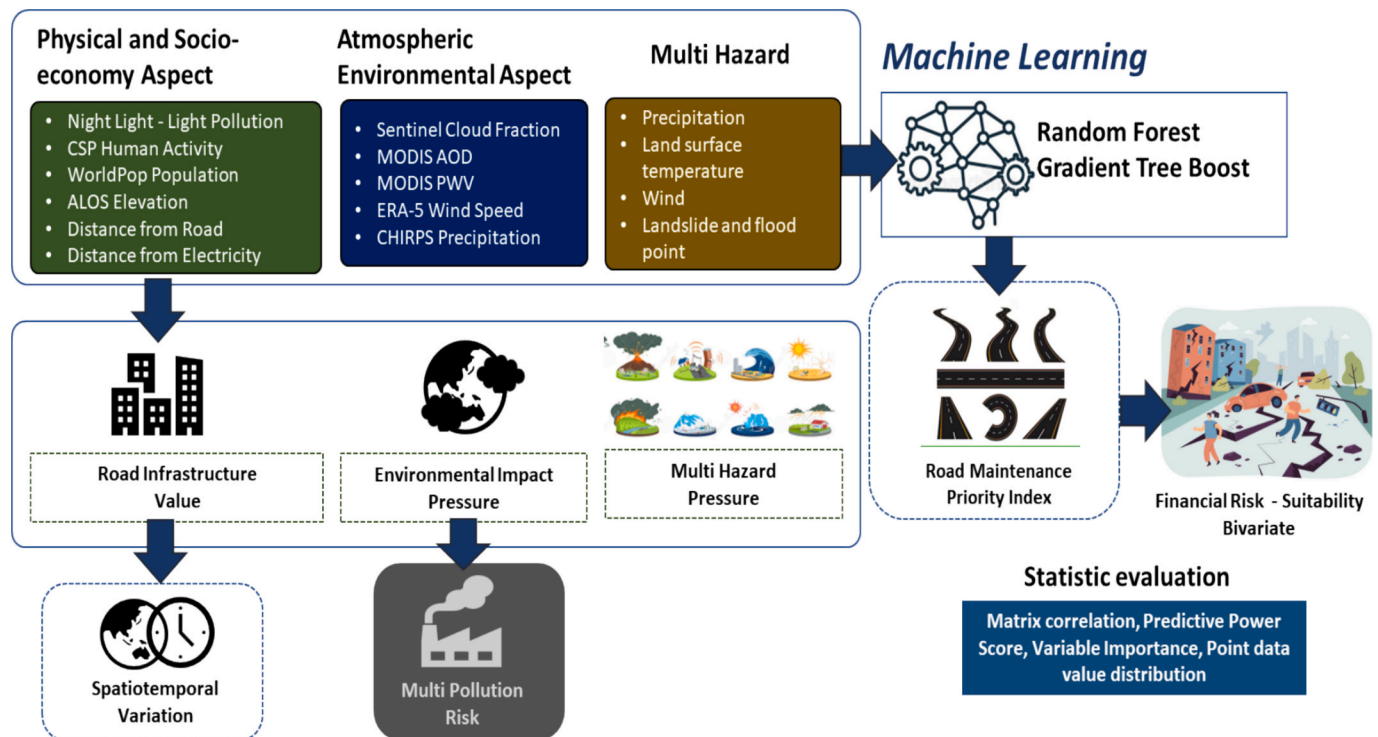 Physical and Socio-
economy Aspect
• Night Light - Light Pollution
• CSP Human Activity
• WorldPop Population
• ALOS Elevation
• Distance from Road
• Distance from Electricity
Atmospheric
Environmental Aspect
• Sentinel Cloud Fraction
• MODIS AOD
• MODIS PWV
• ERA-5 Wind Speed
• CHIRPS Precipitation
Multi Hazard
• Precipitation
• Land surface
temperature
• Wind
• Landslide and flood
point
Machine Learning
Random Forest
Gradient Tree Boost
Road Infrastructure
Value
Environmental Impact
Pressure
Multi Hazard
Pressure
Road Maintenance
Priority Index
Financial Risk - Suitability
Bivariate
Spatiotemporal
Variation
Multi Pollution
Risk
Statistic evaluation
Matrix correlation, Predictive Power
Score, Variable Importance, Point data
value distribution